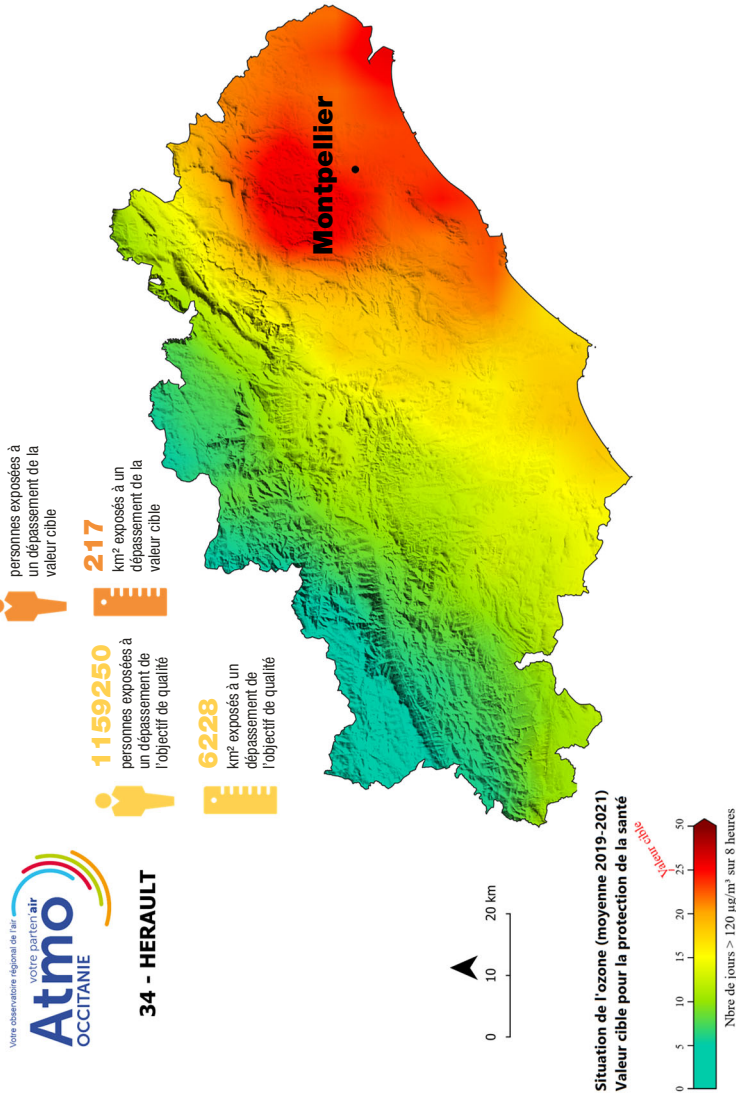 Votre observatoire régional de l'air
votre parten'air
Atmo
OCCITANIE
34 - HERAULT
1159250
personnes exposées à
un dépassement de
l'objectif de qualité
6228
km² exposés à un
dépassement de
l'objectif de qualité
personnes exposées à
un dépassement de la
valeur cible
217
km² exposés à un
dépassement de la
valeur cible
Montpellier
0 10 20 km
Situation de l'ozone (moyenne 2019-2021)
Valeur cible pour la protection de la santé
Valeur cible
0 5 10 15 20 25 50
Nbre de jours > 120 µg/m³ sur 8 heures